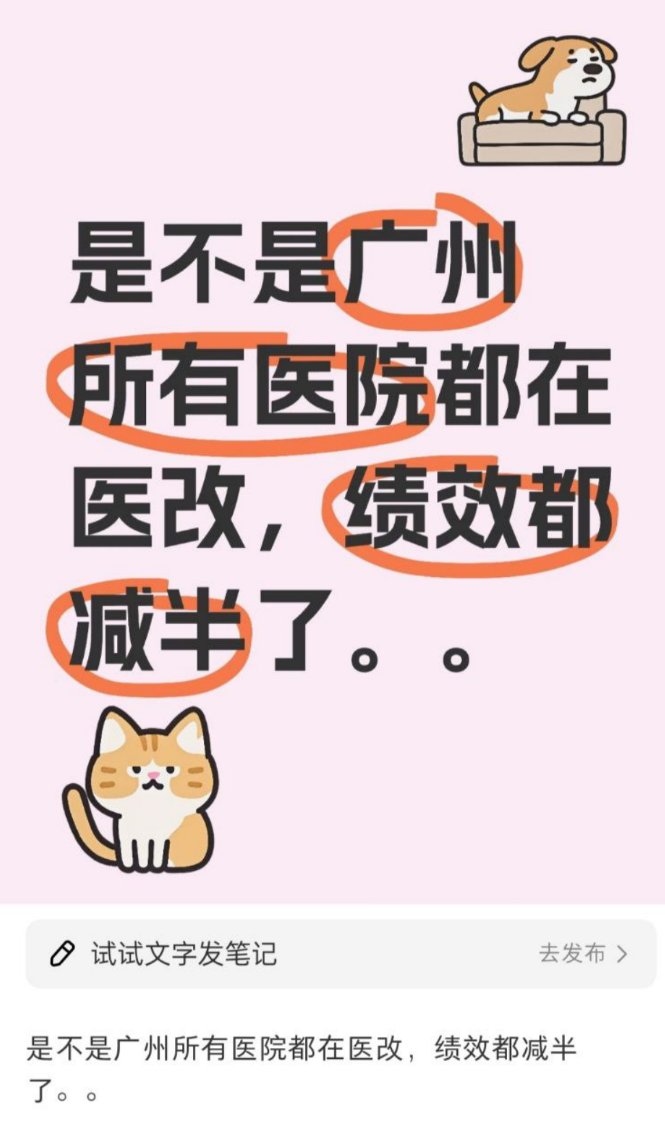 是不是广州
所有医院都在
医改，绩效都
减半了。。
试试文字发笔记
去发布
是不是广州所有医院都在医改，绩效都减半
了。。